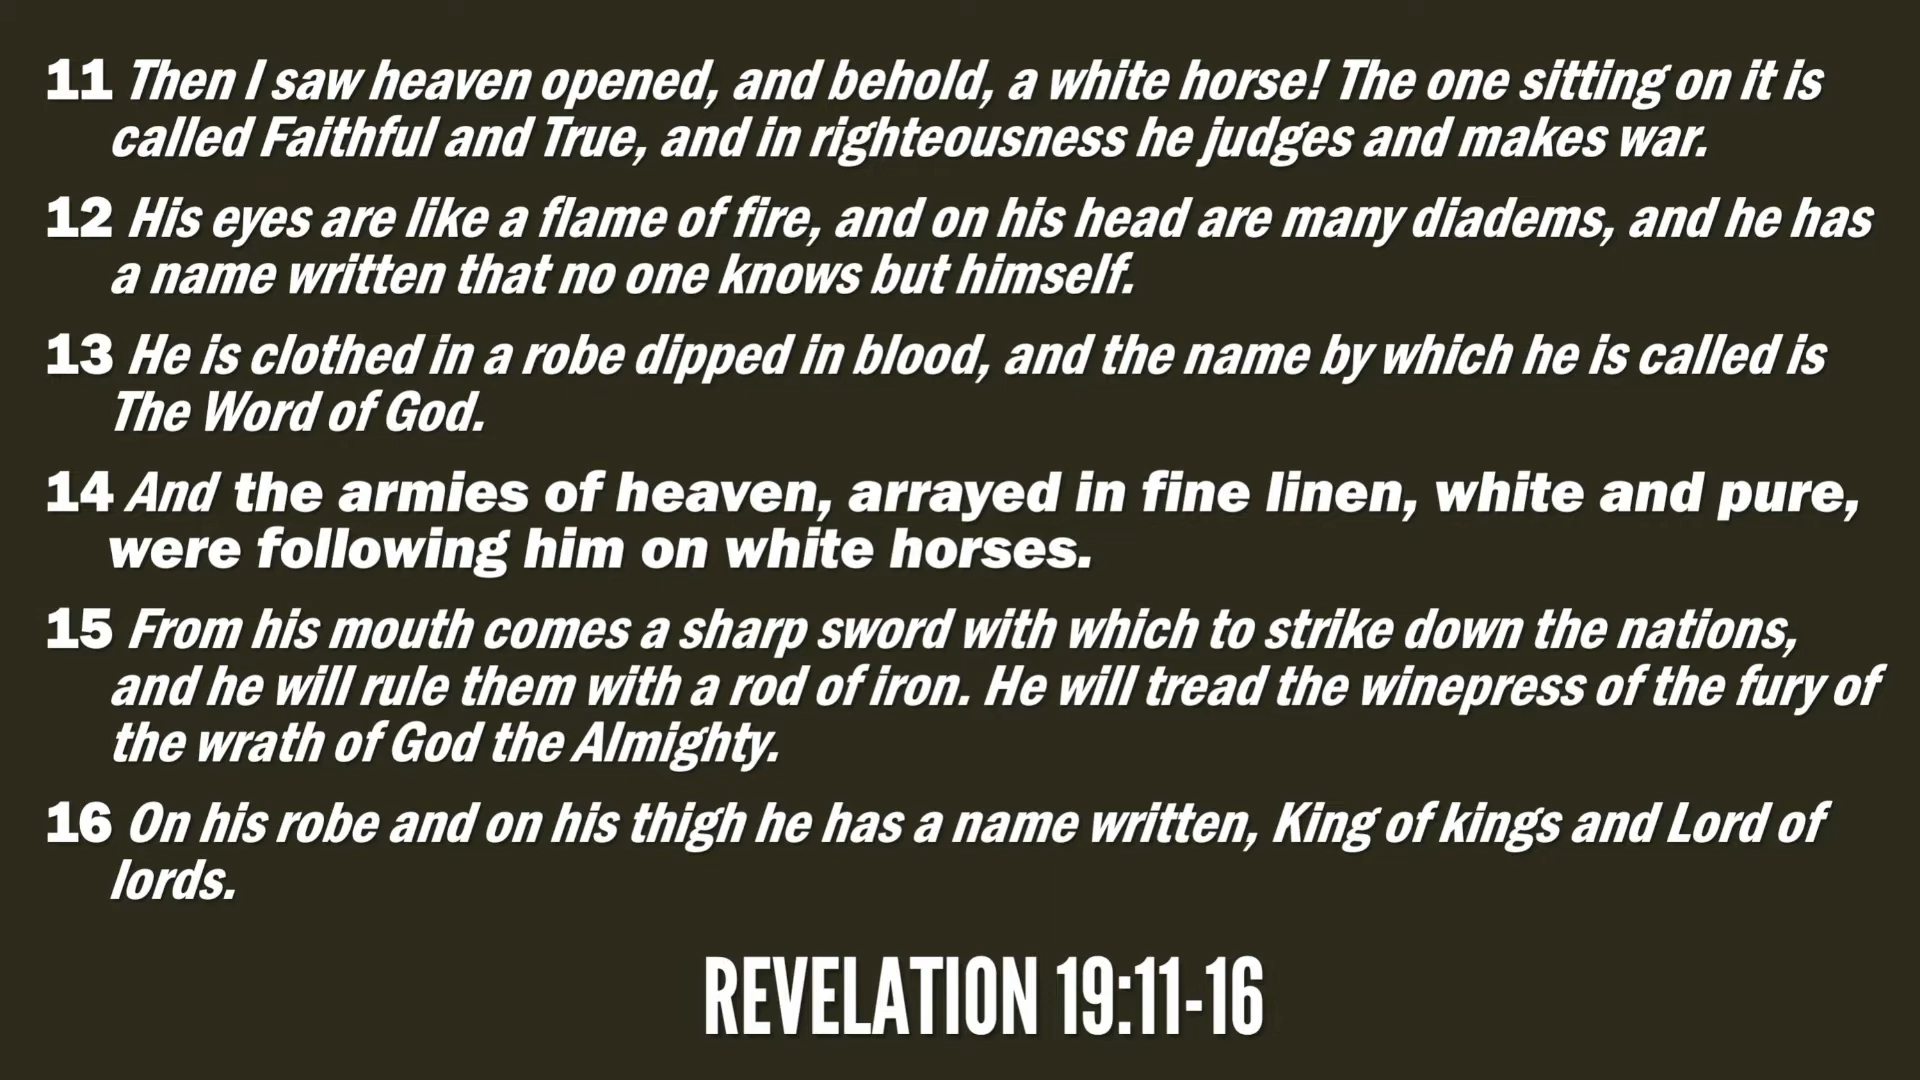 11 Then I saw heaven opened, and behold, a white horse! The one sitting on it is
called Faithful and True, and in righteousness he judges and makes war.
12 His eyes are like a flame of fire, and on his head are many diadems, and he has
a name written that no one knows but himself.
13 He is clothed in a robe dipped in blood, and the name by which he is called is
The Word of God.
14 And the armies of heaven, arrayed in fine linen, white and pure,
were following him on white horses.
15 From his mouth comes a sharp sword with which to strike down the nations,
and he will rule them with a rod of iron. He will tread the winepress of the fury of
the wrath of God the Almighty.
16 On his robe and on his thigh he has a name written, King of kings and Lord of
lords.
REVELATION 19:11-16